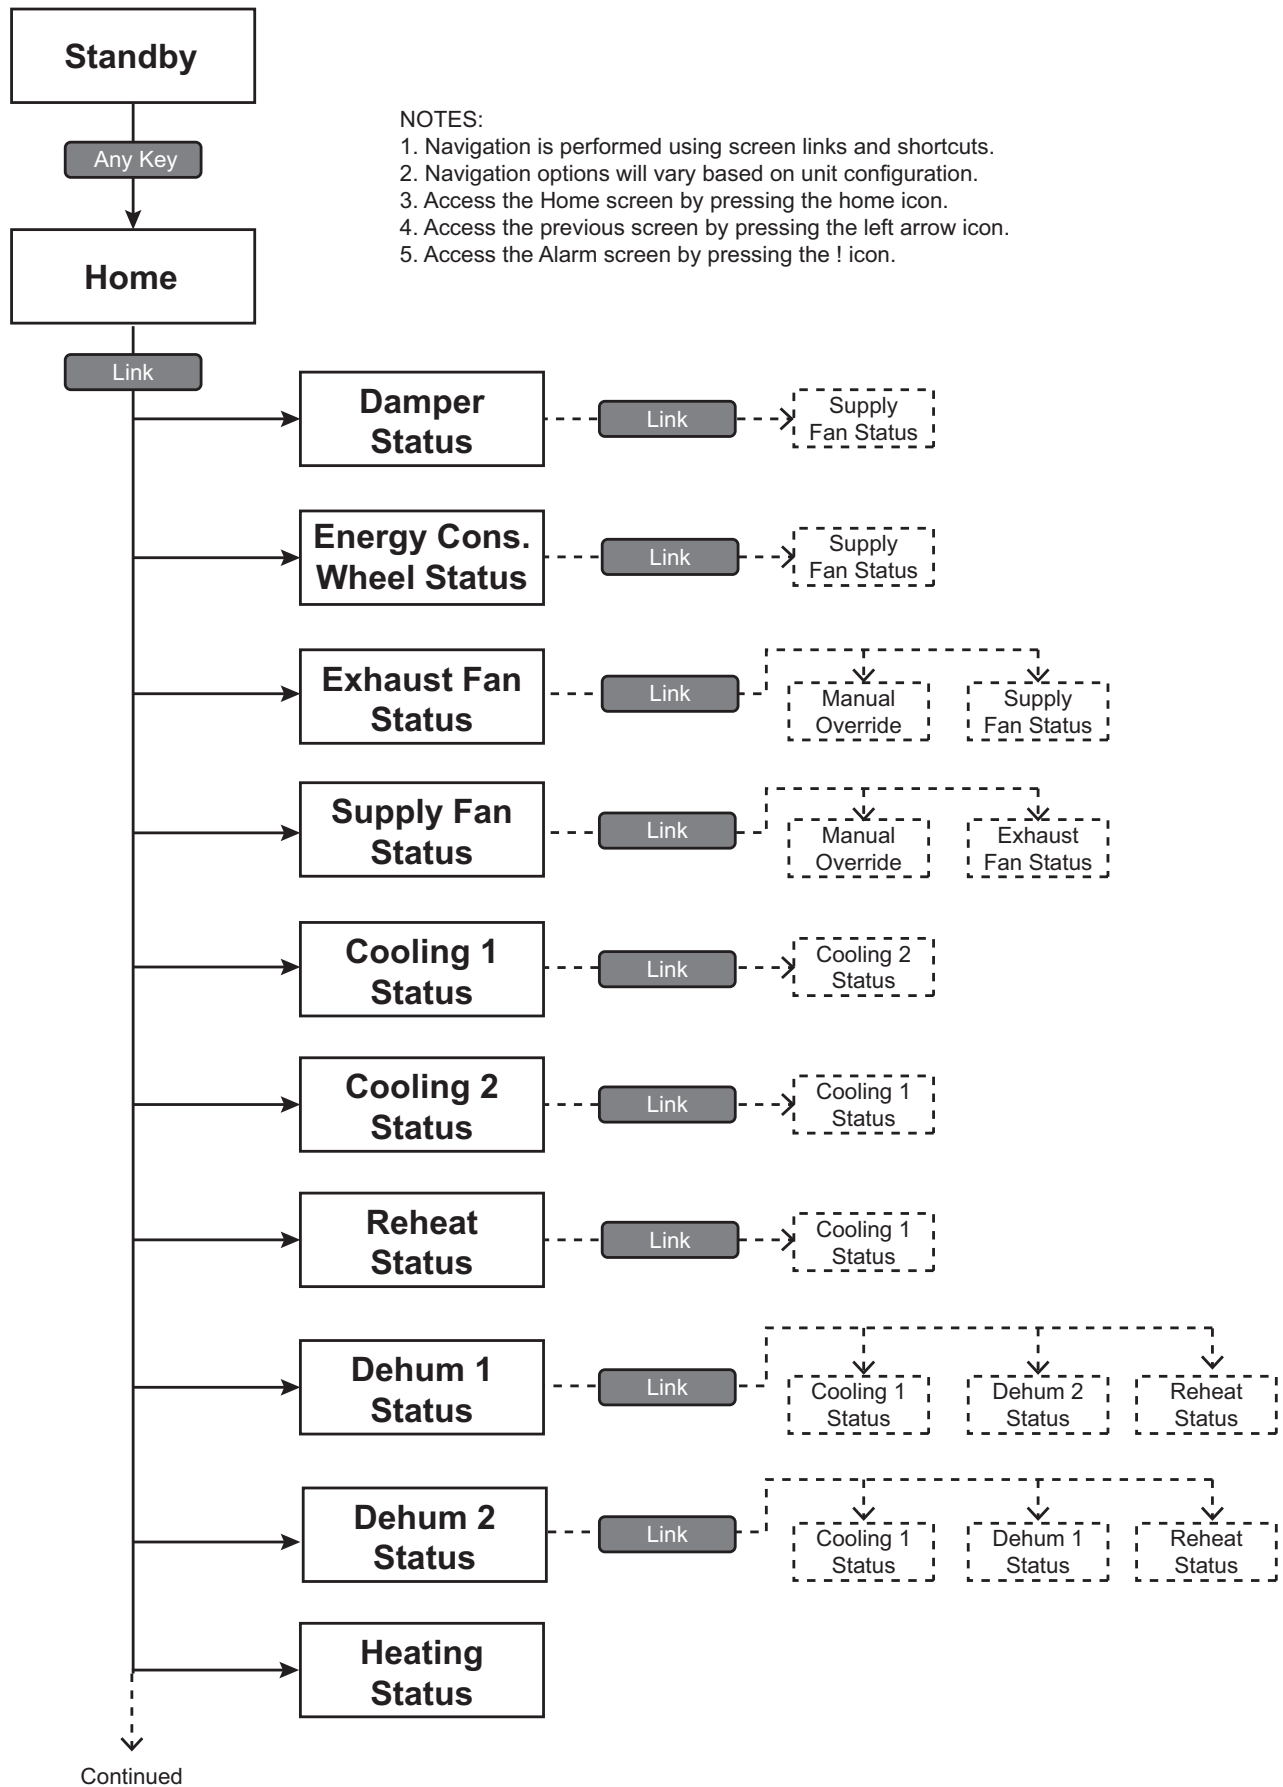 Standby
Any Key
NOTES:
1. Navigation is performed using screen links and shortcuts.
2. Navigation options will vary based on unit configuration.
3. Access the Home screen by pressing the home icon.
4. Access the previous screen by pressing the left arrow icon.
5. Access the Alarm screen by pressing the ! icon.
Home
Link
Damper
Status
Link
Supply
Fan Status
Energy Cons.
Wheel Status
Link
Supply
Fan Status
Exhaust Fan
Status
Link
Manual
Override
Supply
Fan Status
Supply Fan
Status
Link
Manual
Override
Exhaust
Fan Status
Cooling 1
Status
Link
Cooling 2
Status
Cooling 2
Status
Link
Cooling 1
Status
Reheat
Status
Link
Cooling 1
Status
Dehum 1
Status
Link
Cooling 1
Status
Dehum 2
Status
Reheat
Status
Dehum 2
Status
Link
Cooling 1
Status
Dehum 1
Status
Reheat
Status
Heating
Status
Continued